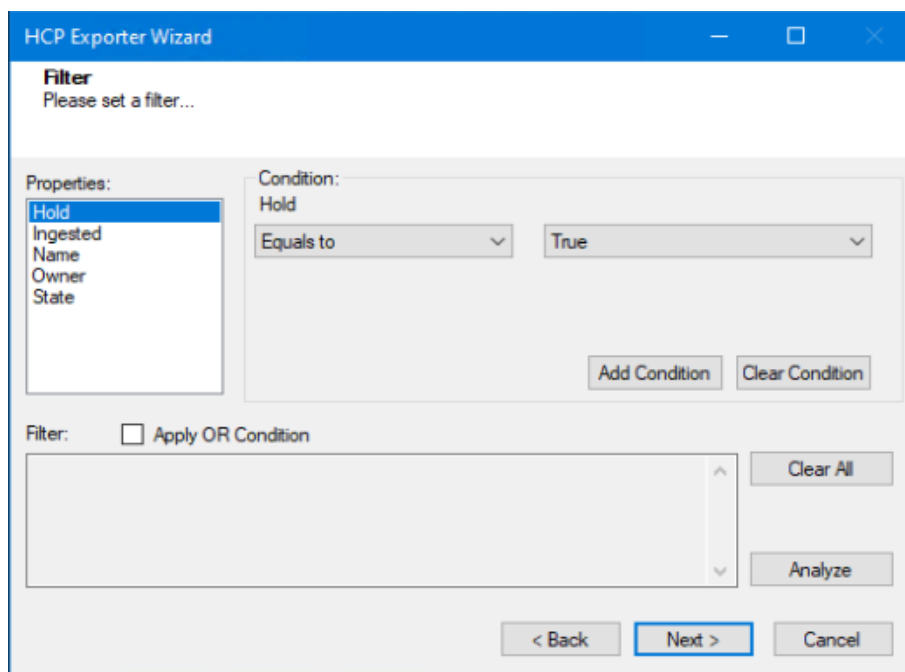 HCP Exporter Wizard
Filter
Please set a filter...
Properties:
Hold
Ingested
Name
Owner
State
Condition:
Hold
Equals to
True
Add Condition
Clear Condition
Filter:
Apply OR Condition
Clear All
Analyze
< Back
Next >
Cancel